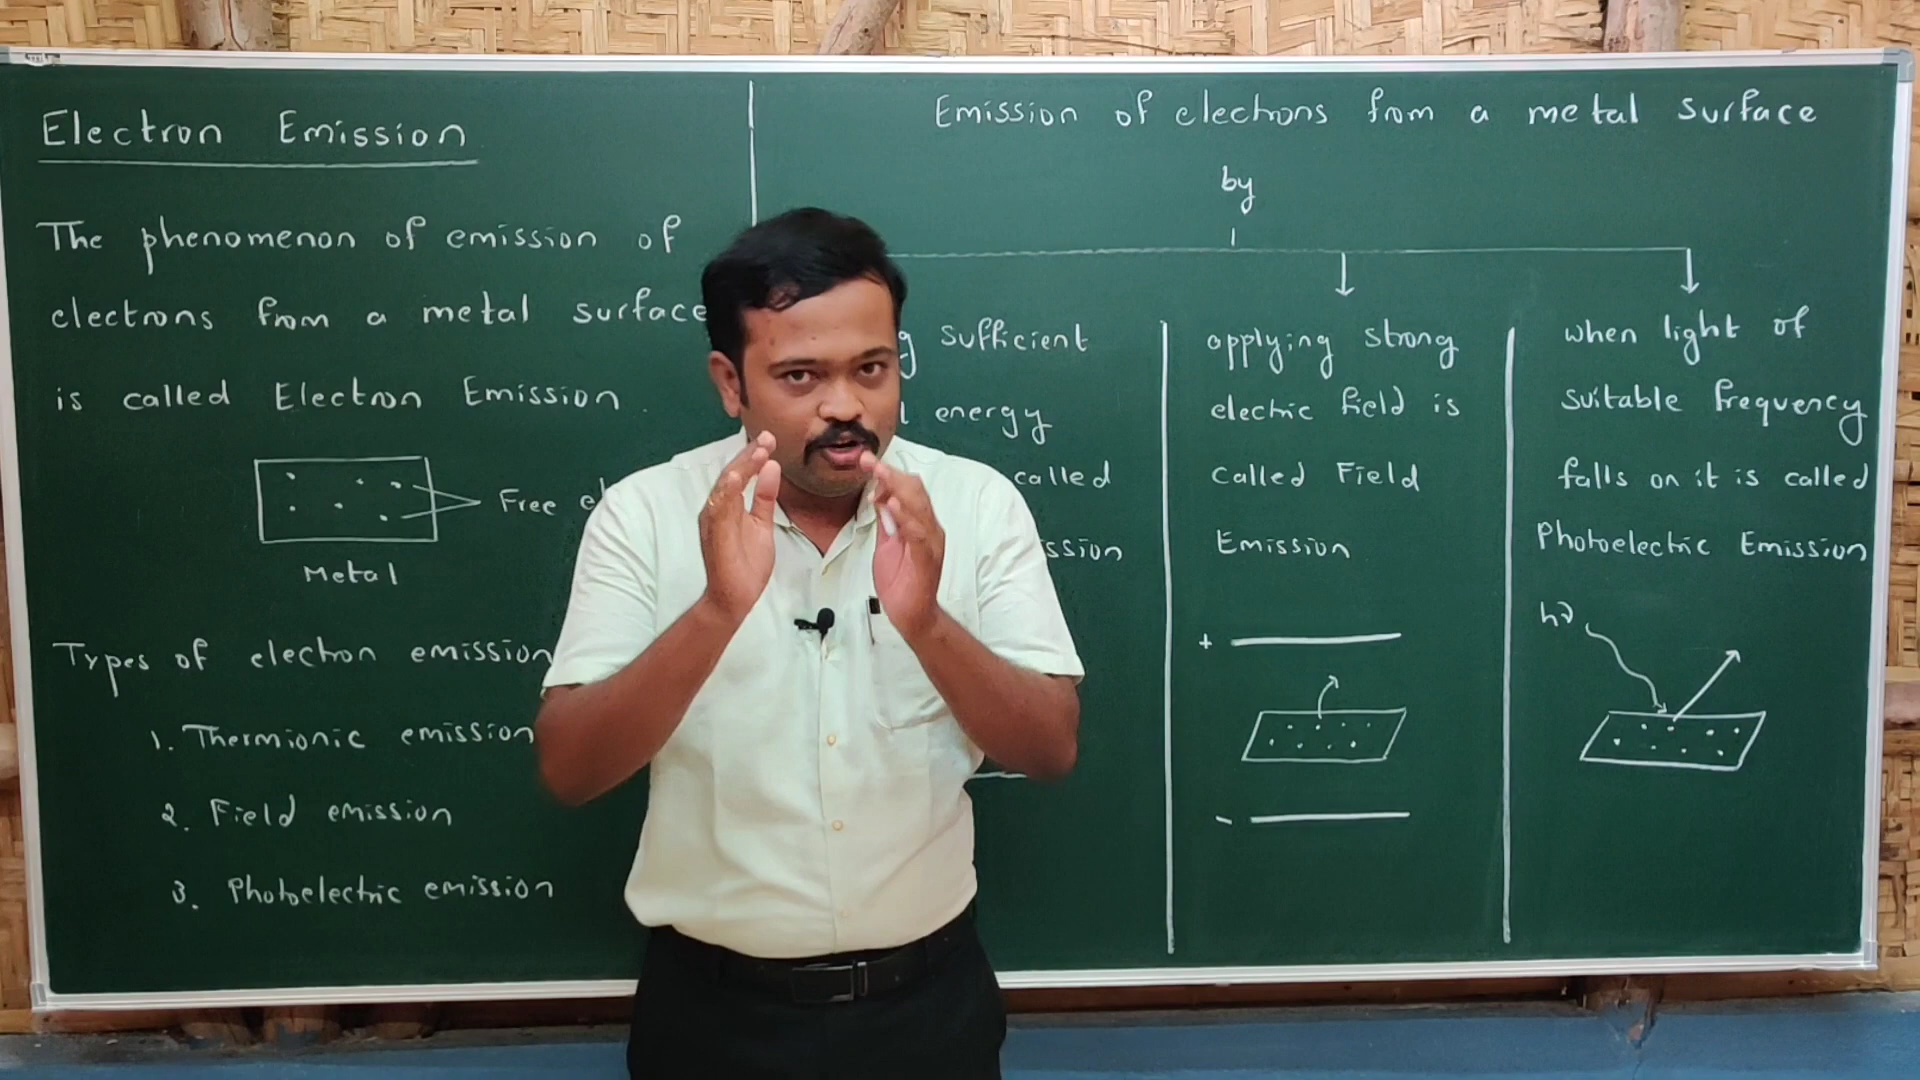 Electron Emission
The phenomenon of emission of
electrons from a metal surface
is called Electron Emission.
Free
Metal
Types of electron emission
1. Thermionic emission
2. Field emission
3. Photoelectric emission
Emission of electrons from a metal surface
by
sufficient
energy
called
applying strong
electric field is
called Field
Emission
+
-
when light of
suitable frequency
falls on it is called
Photoelectric Emission
hν